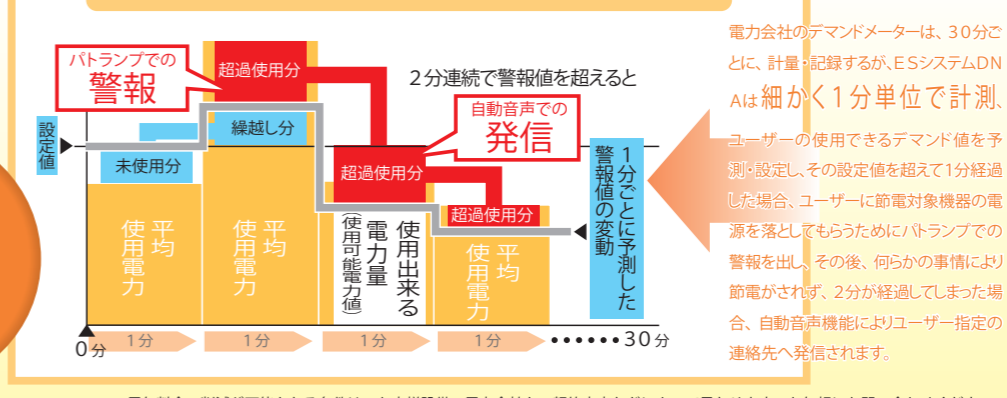 パトランプでの
警報
超過使用分
2分連続で警報値を超えると
自動音声での
発信
設定値
未使用分
繰越し分
超過使用分
超過使用分
平均
使用電力
平均
使用電力
使用出来る
電力量
(使用可能電力値)
平均
使用電力
1分ごとに予測した
警報値の変動
0分
1分
1分
1分
1分
30分
電力会社のデマンドメーターは、30分ご
とに、計量・記録するが、ESシステムDN
Aは細かく1分単位で計測、
ユーザーの使用できるデマンド値を予
測・設定し、その設定値を超えて1分経過
した場合、ユーザーに節電対象機器の電
源を落としてもらうためにパトランプでの
警報を出し、その後、何らかの事情により
節電がされず、2分が経過してしまった場
合、自動音声機能によりユーザー指定の
連絡先へ発信されます。